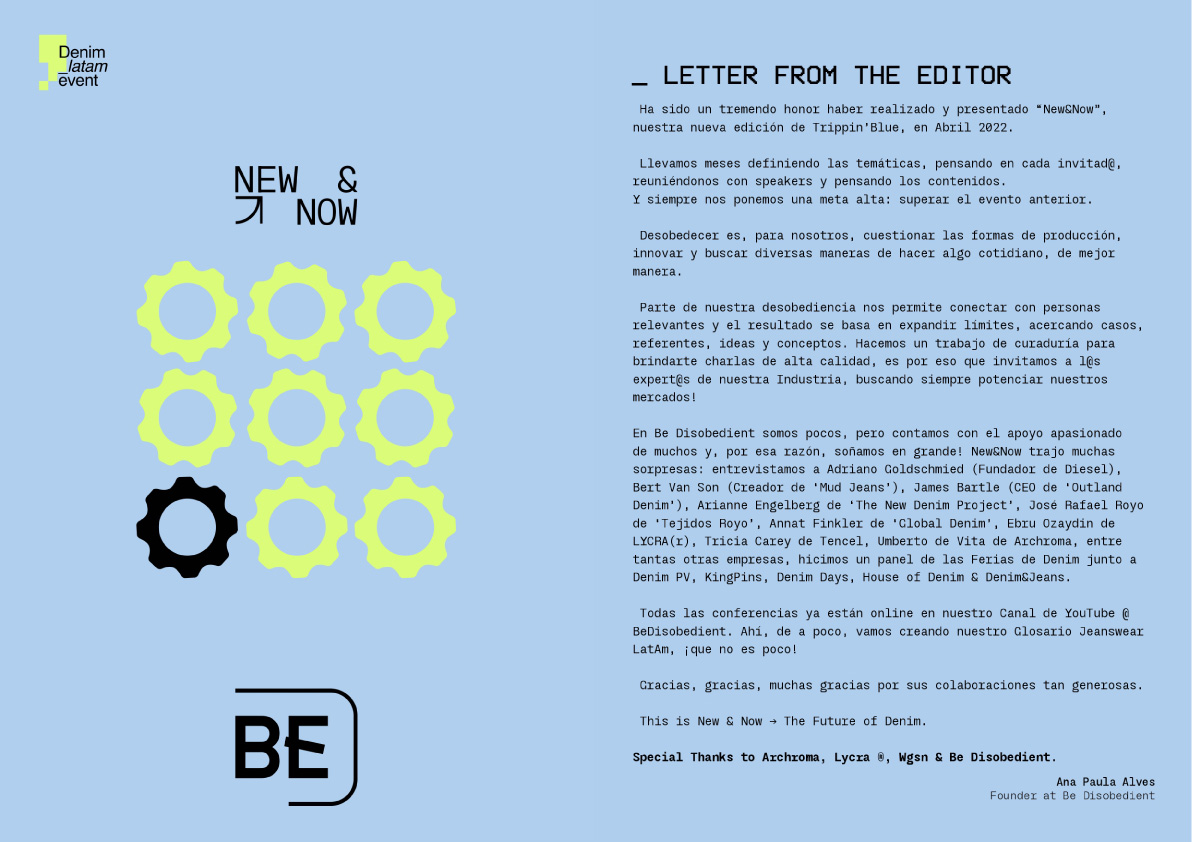 Denim
_latam
event
NEW &
NOW
BE
_ LETTER FROM THE EDITOR
Ha sido un tremendo honor haber realizado y presentado “New&Now”,
nuestra nueva edición de Trippin’Blue, en Abril 2022.
Llevamos meses definiendo las temáticas, pensando en cada invitad@,
reuniéndonos con speakers y pensando los contenidos.
Y siempre nos ponemos una meta alta: superar el evento anterior.
Desobedecer es, para nosotros, cuestionar las formas de producción,
innovar y buscar diversas maneras de hacer algo cotidiano, de mejor
manera.
Parte de nuestra desobediencia nos permite conectar con personas
relevantes y el resultado se basa en expandir límites, acercando casos,
referentes, ideas y conceptos. Hacemos un trabajo de curaduría para
brindarte charlas de alta calidad, es por eso que invitamos a l@s
expert@s de nuestra Industria, buscando siempre potenciar nuestros
mercados!
En Be Disobedient somos pocos, pero contamos con el apoyo apasionado
de muchos y, por esa razón, soñamos en grande! New&Now trajo muchas
sorpresas: entrevistamos a Adriano Goldschmied (Fundador de Diesel),
Bert Van Son (Creador de ‘Mud Jeans’), James Bartle (CEO de ‘Outland
Denim’), Arianne Engelberg de ‘The New Denim Project’, José Rafael Royo
de ‘Tejidos Royo’, Annat Finkler de ‘Global Denim’, Ebru Ozaydin de
LYCRA(r), Tricia Carey de Tencel, Umberto de Vita de Archroma, entre
tantas otras empresas, hicimos un panel de las Ferias de Denim junto a
Denim PV, KingPins, Denim Days, House of Denim & Denim&Jeans.
Todas las conferencias ya están online en nuestro Canal de YouTube @
BeDisobedient. Ahí, de a poco, vamos creando nuestro Glosario Jeanswear
LatAm, ¡que no es poco!
Gracias, gracias, muchas gracias por sus colaboraciones tan generosas.
This is New & Now → The Future of Denim.
Special Thanks to Archroma, Lycra ®, Wgsn & Be Disobedient.
Ana Paula Alves
Founder at Be Disobedient